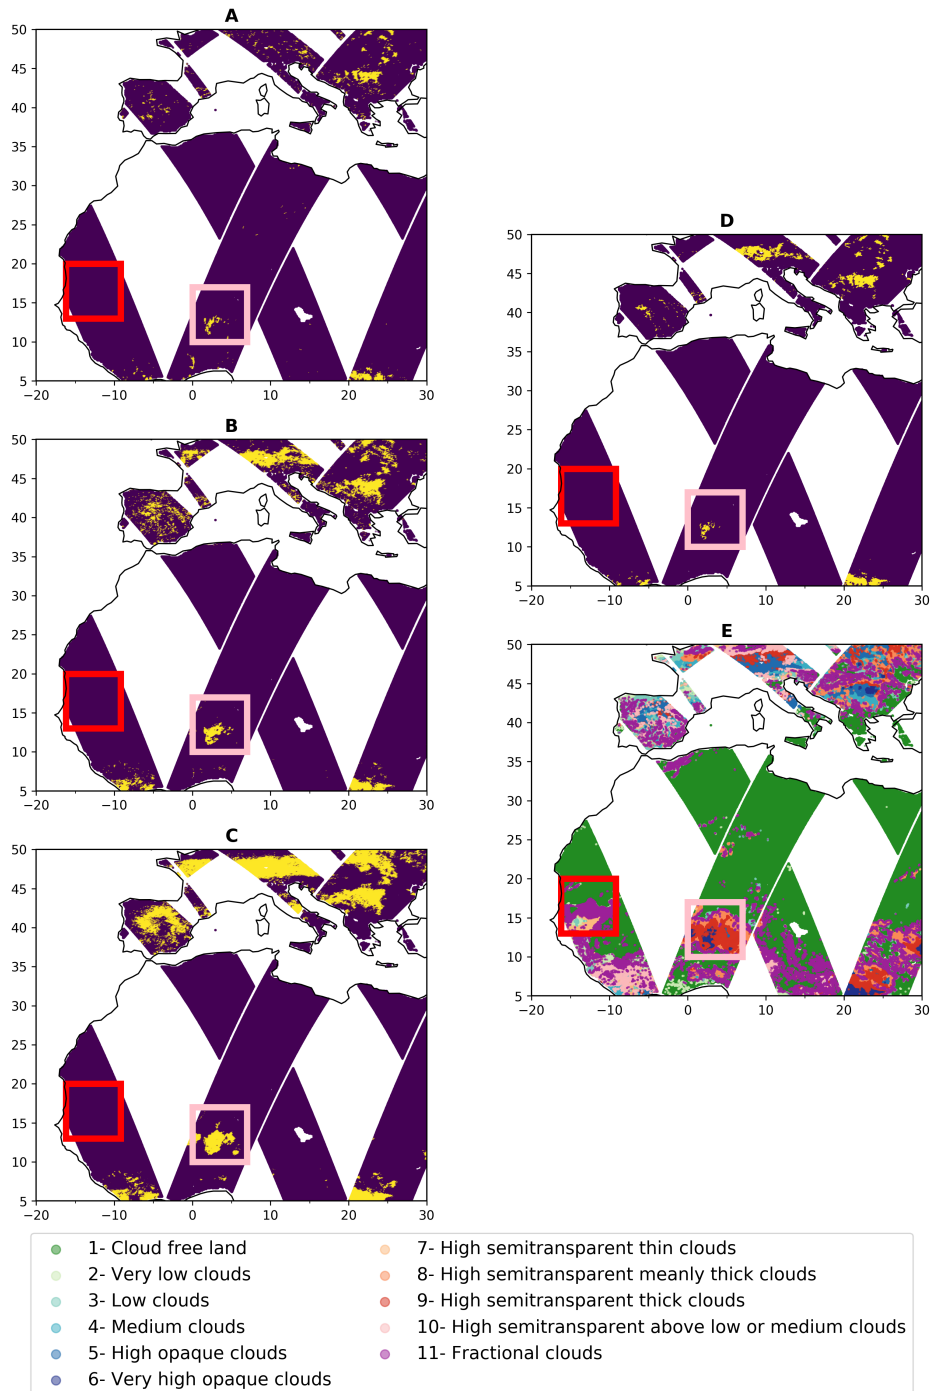 A
50
45
40
35
30
25
20
15
10
5
−20 −10 0 10 20 30
B
50
45
40
35
30
25
20
15
10
5
−20 −10 0 10 20 30
C
50
45
40
35
30
25
20
15
10
5
−20 −10 0 10 20 30
D
50
45
40
35
30
25
20
15
10
5
−20 −10 0 10 20 30
E
50
45
40
35
30
25
20
15
10
5
−20 −10 0 10 20 30
1- Cloud free land
2- Very low clouds
3- Low clouds
4- Medium clouds
5- High opaque clouds
6- Very high opaque clouds
7- High semitransparent thin clouds
8- High semitransparent meanly thick clouds
9- High semitransparent thick clouds
10- High semitransparent above low or medium clouds
11- Fractional clouds